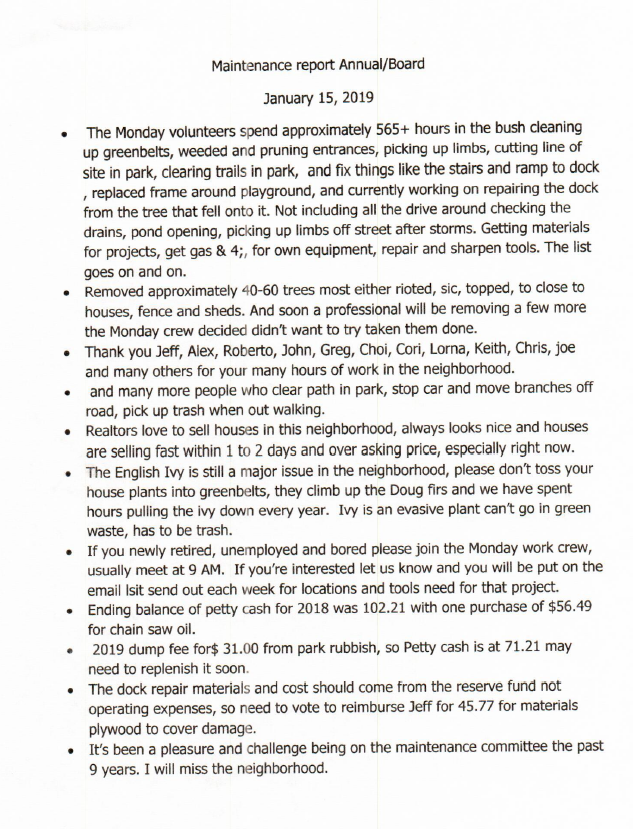 Maintenance report Annual/Board
January 15, 2019
• The Monday volunteers spend approximately 565+ hours in the bush cleaning
up greenbelts, weeded and pruning entrances, picking up limbs, cutting line of
site in park, clearing trails in park, and fix things like the stairs and ramp to dock
, replaced frame around playground, and currently working on repairing the dock
from the tree that fell onto it. Not including all the drive around checking the
drains, pond opening, picking up limbs off street after storms. Getting materials
for projects, get gas & 4;, for own equipment, repair and sharpen tools. The list
goes on and on.
• Removed approximately 40-60 trees most either rioted, sic, topped, to close to
houses, fence and sheds. And soon a professional will be removing a few more
the Monday crew decided didn't want to try taken them done.
• Thank you Jeff, Alex, Roberto, John, Greg, Choi, Cori, Lorna, Keith, Chris, joe
and many others for your many hours of work in the neighborhood.
• and many more people who clear path in park, stop car and move branches off
road, pick up trash when out walking.
• Realtors love to sell houses in this neighborhood, always looks nice and houses
are selling fast within 1 to 2 days and over asking price, especially right now.
• The English Ivy is still a major issue in the neighborhood, please don't toss your
house plants into greenbelts, they climb up the Doug firs and we have spent
hours pulling the ivy down every year. Ivy is an evasive plant can't go in green
waste, has to be trash.
• If you newly retired, unemployed and bored please join the Monday work crew,
usually meet at 9 AM. If you're interested let us know and you will be put on the
email lsit send out each week for locations and tools need for that project.
• Ending balance of petty cash for 2018 was 102.21 with one purchase of $56.49
for chain saw oil.
• 2019 dump fee for$ 31.00 from park rubbish, so Petty cash is at 71.21 may
need to replenish it soon.
• The dock repair materials and cost should come from the reserve fund not
operating expenses, so need to vote to reimburse Jeff for 45.77 for materials
plywood to cover damage.
• It's been a pleasure and challenge being on the maintenance committee the past
9 years. I will miss the neighborhood.